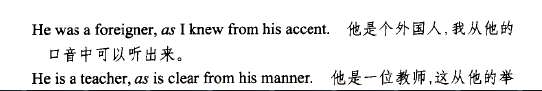 He was a foreigner, as I knew from his accent. 他是个外国人,我从他的
口音中可以听出来。
He is a teacher, as is clear from his manner. 他是一位教师,这从他的举